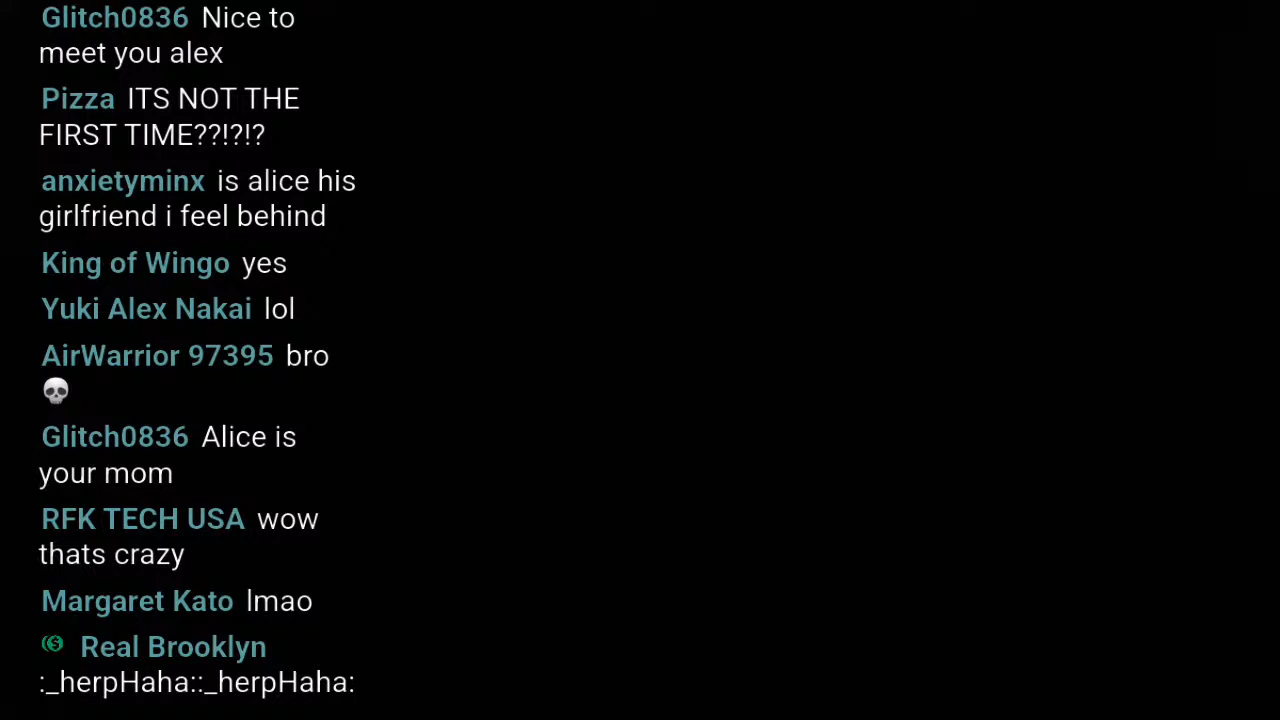 Glitch0836 Nice to
meet you alex
Pizza ITS NOT THE
FIRST TIME??!?!?
anxietyminx is alice his
girlfriend i feel behind
King of Wingo yes
Yuki Alex Nakai lol
AirWarrior 97395 bro
💀
Glitch0836 Alice is
your mom
RFK TECH USA wow
thats crazy
Margaret Kato lmao
Real Brooklyn
:_herpHaha::_herpHaha: